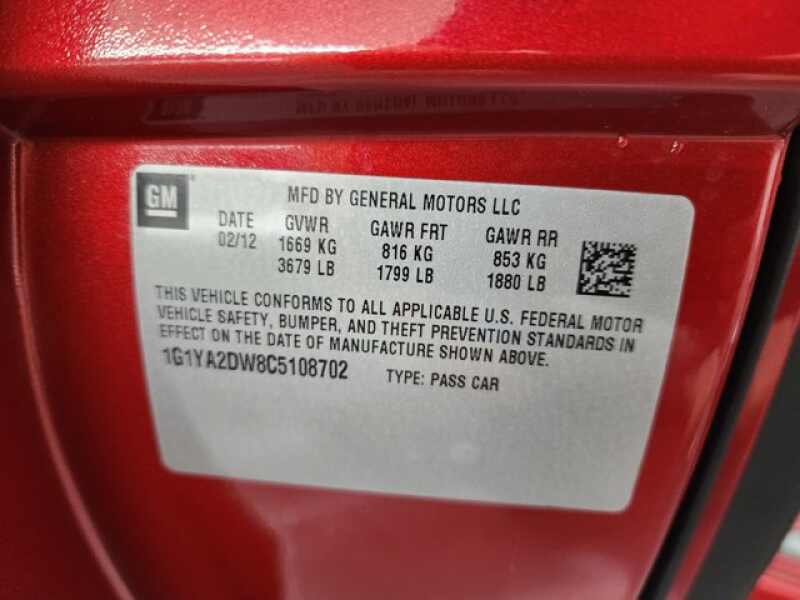 GM
MFD BY GENERAL MOTORS LLC
DATE GVWR GAWR FRT GAWR RR
02/12 1669 KG 816 KG 853 KG
3679 LB 1799 LB 1880 LB
THIS VEHICLE CONFORMS TO ALL APPLICABLE U.S. FEDERAL MOTOR
VEHICLE SAFETY, BUMPER, AND THEFT PREVENTION STANDARDS IN
EFFECT ON THE DATE OF MANUFACTURE SHOWN ABOVE.
1G1YA2DW8C5108702 TYPE: PASS CAR